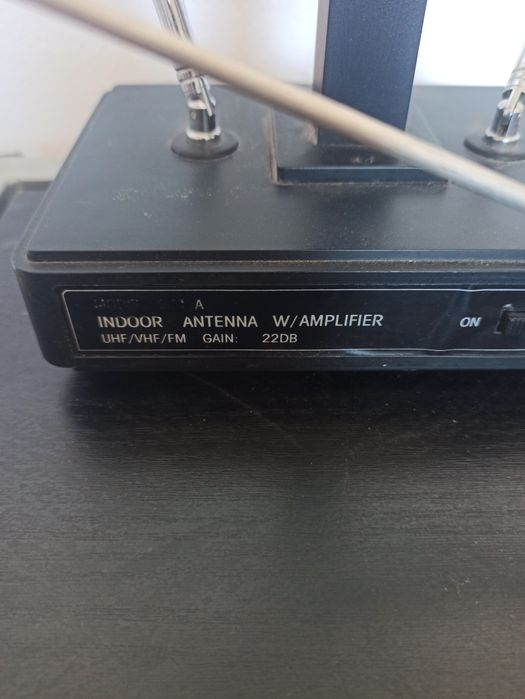 A
INDOOR ANTENNA W/AMPLIFIER
ON
UHF/VHF/FM GAIN: 22DB